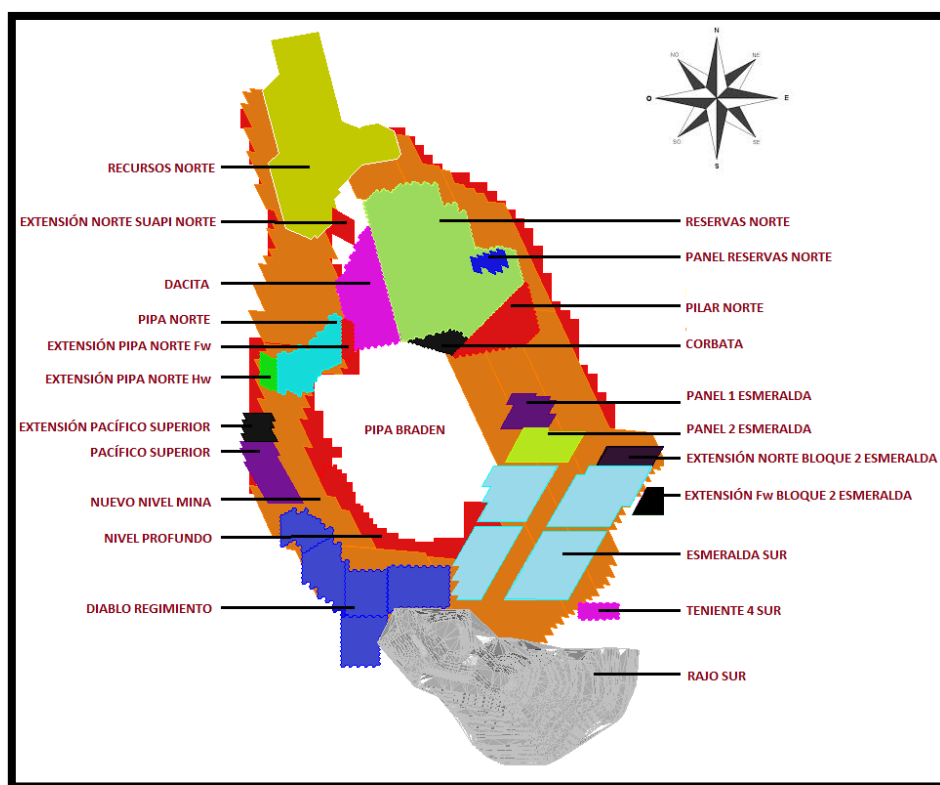 N
NO
NE
O
E
SO
SE
S
RECURSOS NORTE
EXTENSIÓN NORTE SUAPI NORTE
DACITA
PIPA NORTE
EXTENSIÓN PIPA NORTE Fw
EXTENSIÓN PIPA NORTE Hw
EXTENSIÓN PACÍFICO SUPERIOR
PACÍFICO SUPERIOR
NUEVO NIVEL MINA
NIVEL PROFUNDO
DIABLO REGIMIENTO
PIPA BRADEN
RESERVAS NORTE
PANEL RESERVAS NORTE
PILAR NORTE
CORBATA
PANEL 1 ESMERALDA
PANEL 2 ESMERALDA
EXTENSIÓN NORTE BLOQUE 2 ESMERALDA
EXTENSIÓN Fw BLOQUE 2 ESMERALDA
ESMERALDA SUR
TENIENTE 4 SUR
RAJO SUR